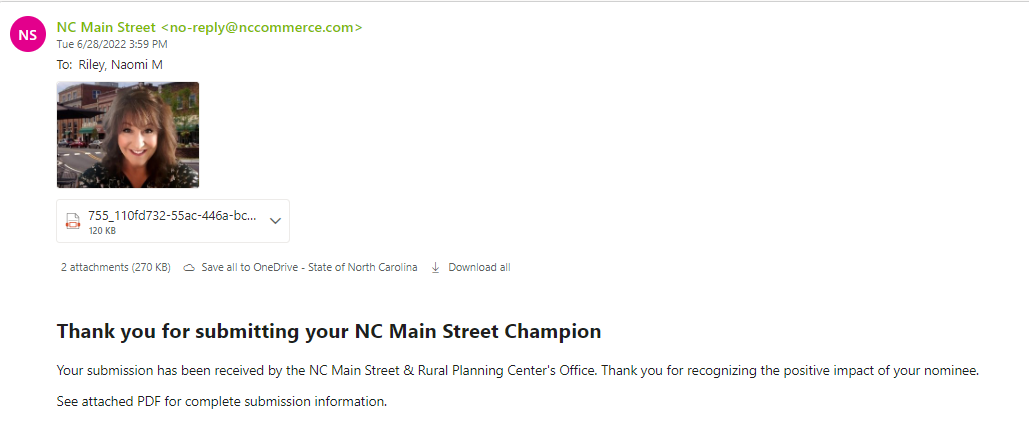 NS
NC Main Street <no-reply@nccommerce.com>
Tue 6/28/2022 3:59 PM
To: Riley, Naomi M
755_110fd732-55ac-446a-bc...
120 KB
2 attachments (270 KB) Save all to OneDrive - State of North Carolina Download all
Thank you for submitting your NC Main Street Champion
Your submission has been received by the NC Main Street & Rural Planning Center's Office. Thank you for recognizing the positive impact of your nominee.
See attached PDF for complete submission information.